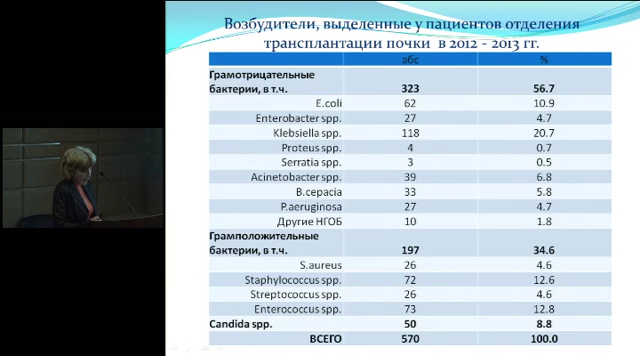 Возбудители, выделенные у пациентов отделения
трансплантации почки в 2012 - 2013 гг.
абс %
Грамотрицательные
бактерии, в т.ч. 323 56.7
E.coli 62 10.9
Enterobacter spp. 27 4.7
Klebsiella spp. 118 20.7
Proteus spp. 4 0.7
Serratia spp. 3 0.5
Acinetobacter spp. 39 6.8
B.cepacia 33 5.8
P.aeruginosa 27 4.7
Другие НГОБ 10 1.8
Грамположительные
бактерии, в т.ч. 197 34.6
S.aureus 26 4.6
Staphylococcus spp. 72 12.6
Streptococcus spp. 26 4.6
Enterococcus spp. 73 12.8
Candida spp. 50 8.8
ВСЕГО 570 100.0